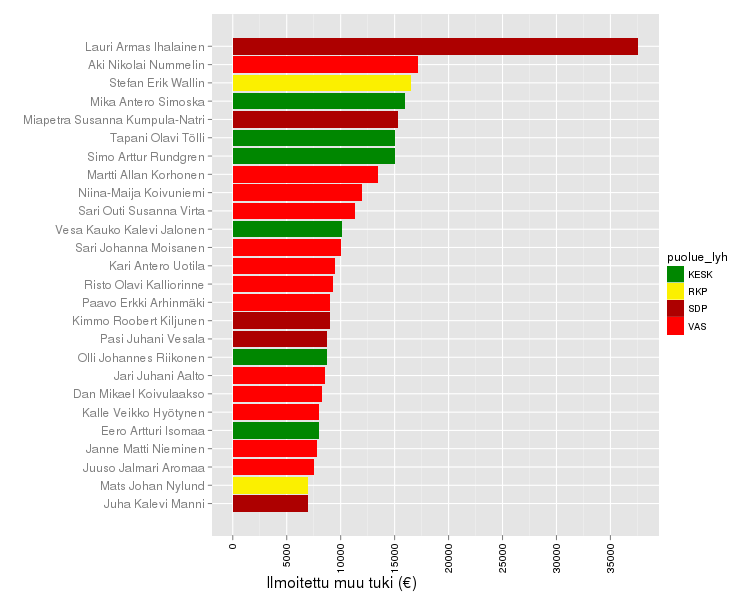 Lauri Armas Ihalainen
Aki Nikolai Nummelin
Stefan Erik Wallin
Mika Antero Simoska
Miapetra Susanna Kumpula-Natri
Tapani Olavi Tölli
Simo Arttur Rundgren
Martti Allan Korhonen
Niina-Maija Koivuniemi
Sari Outi Susanna Virta
Vesa Kauko Kalevi Jalonen
Sari Johanna Moisanen
Kari Antero Uotila
Risto Olavi Kalliorinne
Paavo Erkki Arhinmäki
Kimmo Roobert Kiljunen
Pasi Juhani Vesala
Olli Johannes Riikonen
Jari Juhani Aalto
Dan Mikael Koivulaakso
Kalle Veikko Hyötynen
Eero Artturi Isomaa
Janne Matti Nieminen
Juuso Jalmari Aromaa
Mats Johan Nylund
Juha Kalevi Manni
0
5000
10000
15000
20000
25000
30000
35000
Ilmoitettu muu tuki (€)
puolue_lyh
KESK
RKP
SDP
VAS